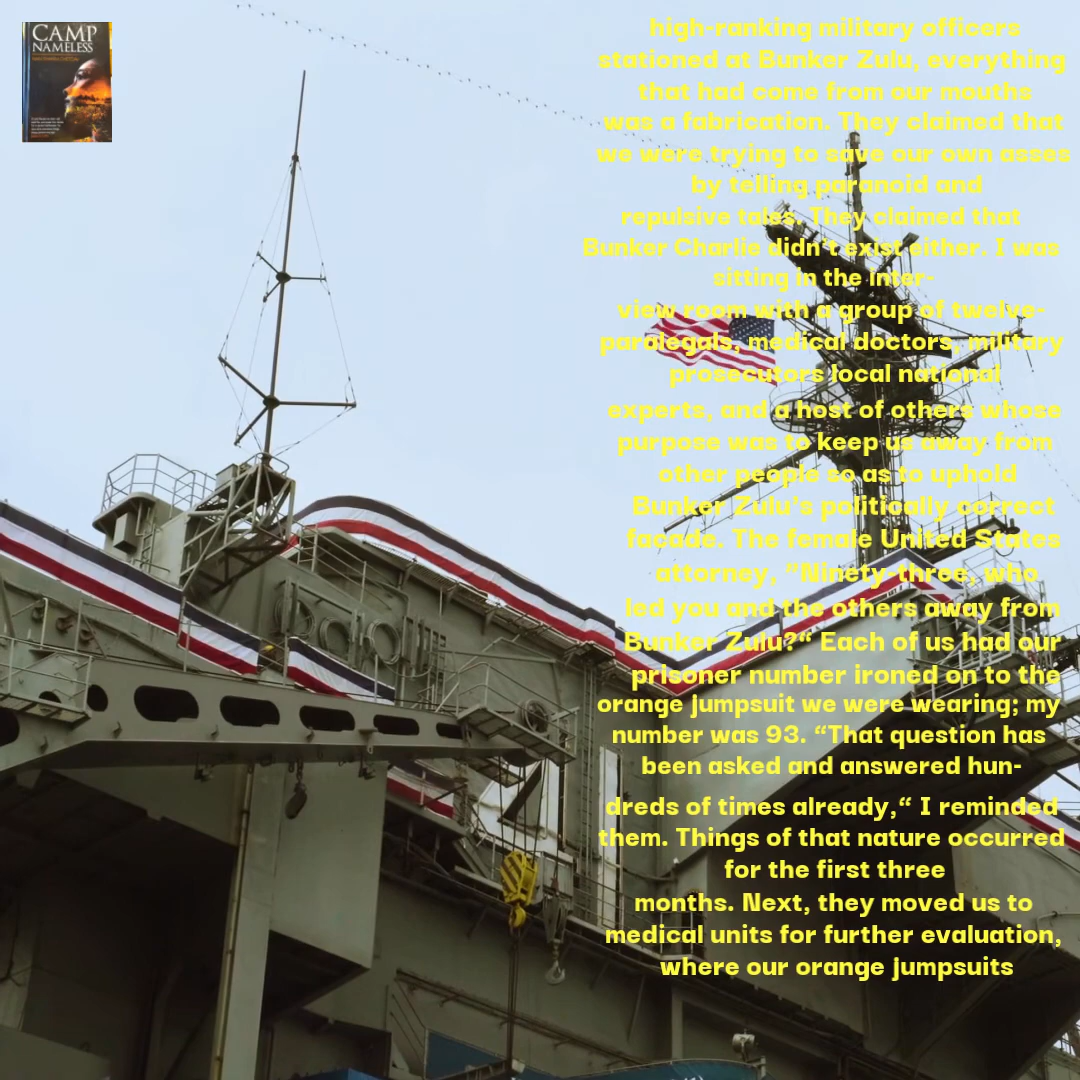 CAMP
NAMELESS
high-ranking military officers
stationed at Bunker Zulu, everything
that had come from our mouths
was a fabrication. They claimed that
we were trying to save our own asses
by telling paranoid and
repulsive tales. They claimed that
Bunker Charlie didn't exist either. I was
sitting in the inter-
view room with a group of twelve-
paralegals, medical doctors, military
prosecutors local national
experts, and a host of others whose
purpose was to keep us away from
other people so as to uphold
Bunker Zulu's politically correct
facade. The female United States
attorney, "Ninety-three, who
led you and the others away from
Bunker Zulu?" Each of us had our
prisoner number ironed on to the
orange jumpsuit we were wearing; my
number was 93. "That question has
been asked and answered hun-
dreds of times already," I reminded
them. Things of that nature occurred
for the first three
months. Next, they moved us to
medical units for further evaluation,
where our orange jumpsuits